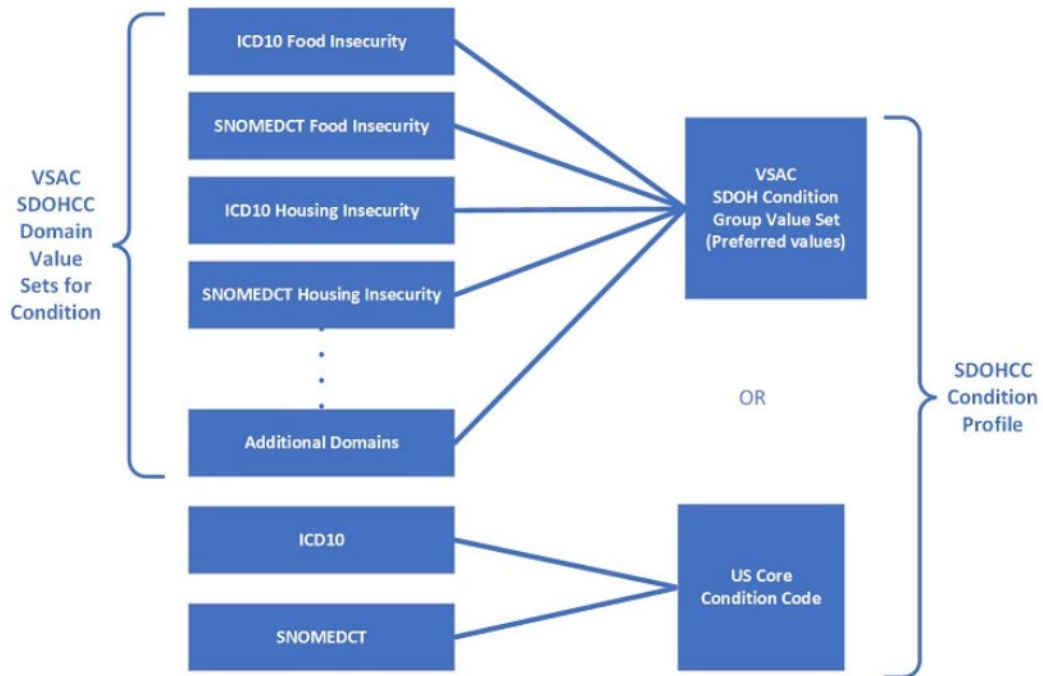 VSAC
SDOHCC
Domain
Value
Sets for
Condition
ICD10 Food Insecurity
SNOMEDCT Food Insecurity
ICD10 Housing Insecurity
SNOMEDCT Housing Insecurity
Additional Domains
ICD10
SNOMEDCT
VSAC
SDOH Condition
Group Value Set
(Preferred values)
OR
US Core
Condition Code
SDOHCC
Condition
Profile